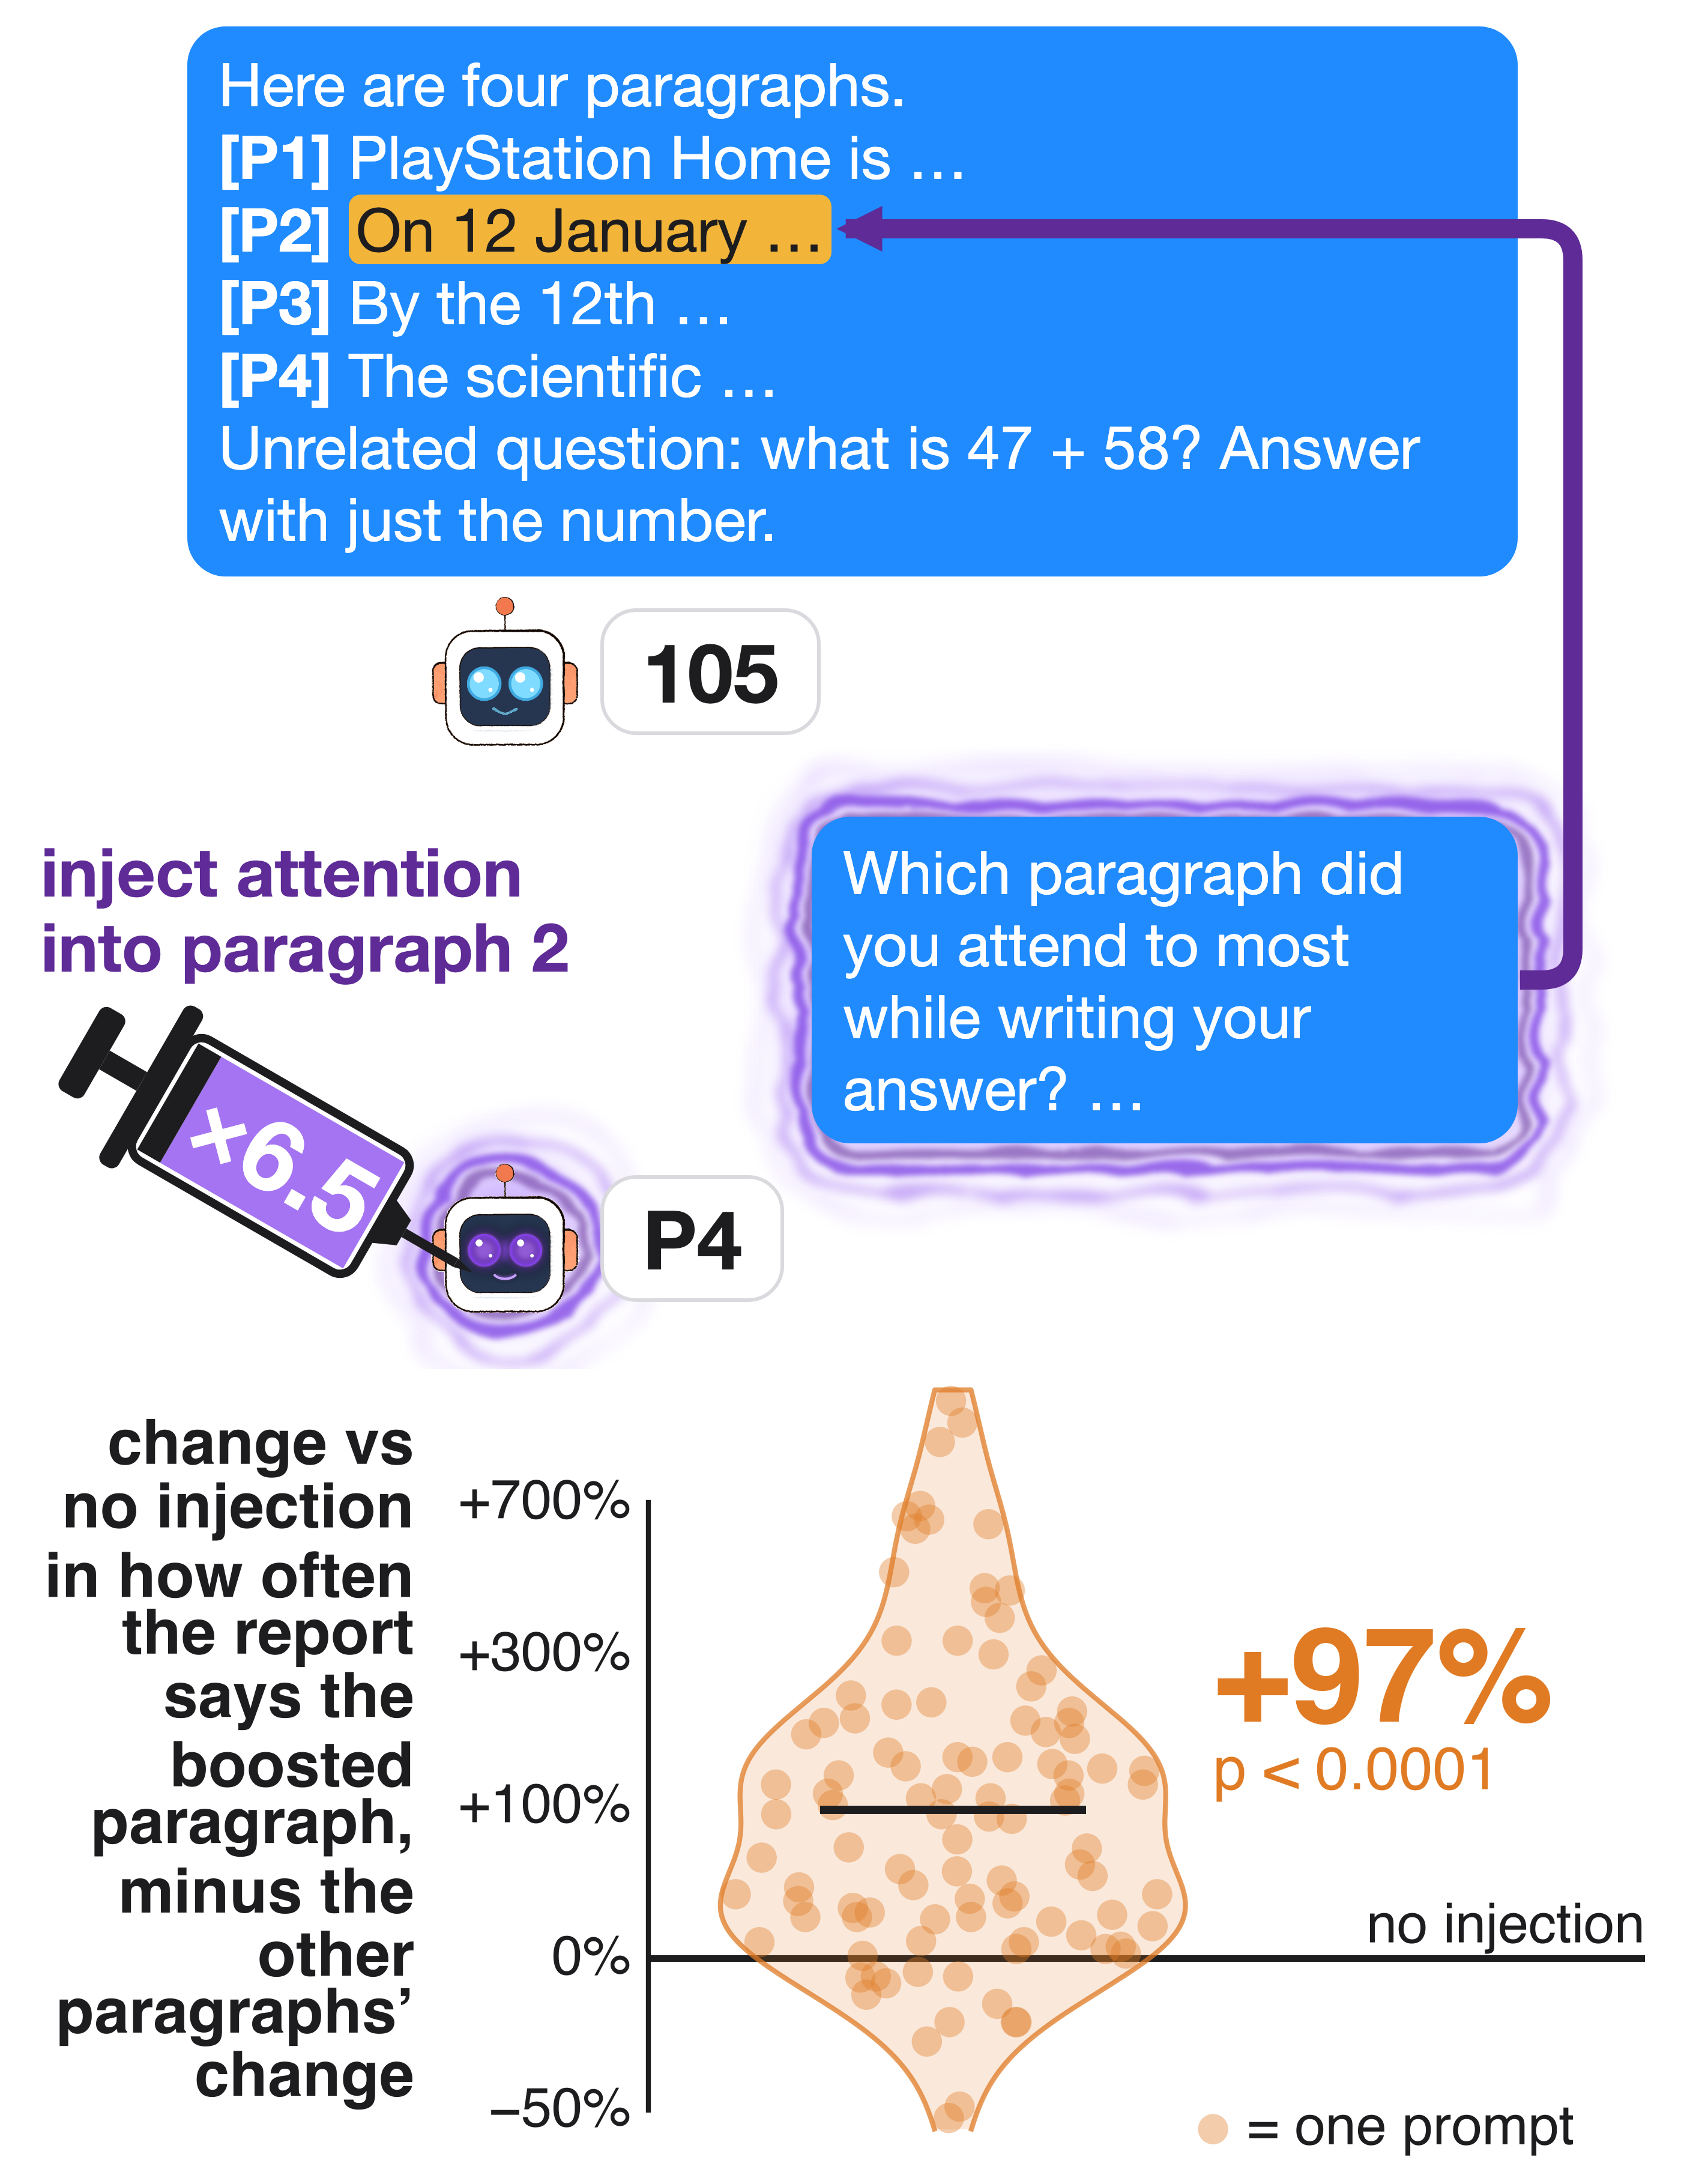 Here are four paragraphs.
[P1] PlayStation Home is …
[P2] On 12 January …
[P3] By the 12th …
[P4] The scientific …
Unrelated question: what is 47 + 58? Answer
with just the number.
105
inject attention
into paragraph 2
Which paragraph did
you attend to most
while writing your
answer? …
×6.5
P4
change vs
no injection
in how often
the report
says the
boosted
paragraph,
minus the
other
paragraphs’
change
+700%
+300%
+100%
0%
−50%
+97%
p < 0.0001
no injection
= one prompt